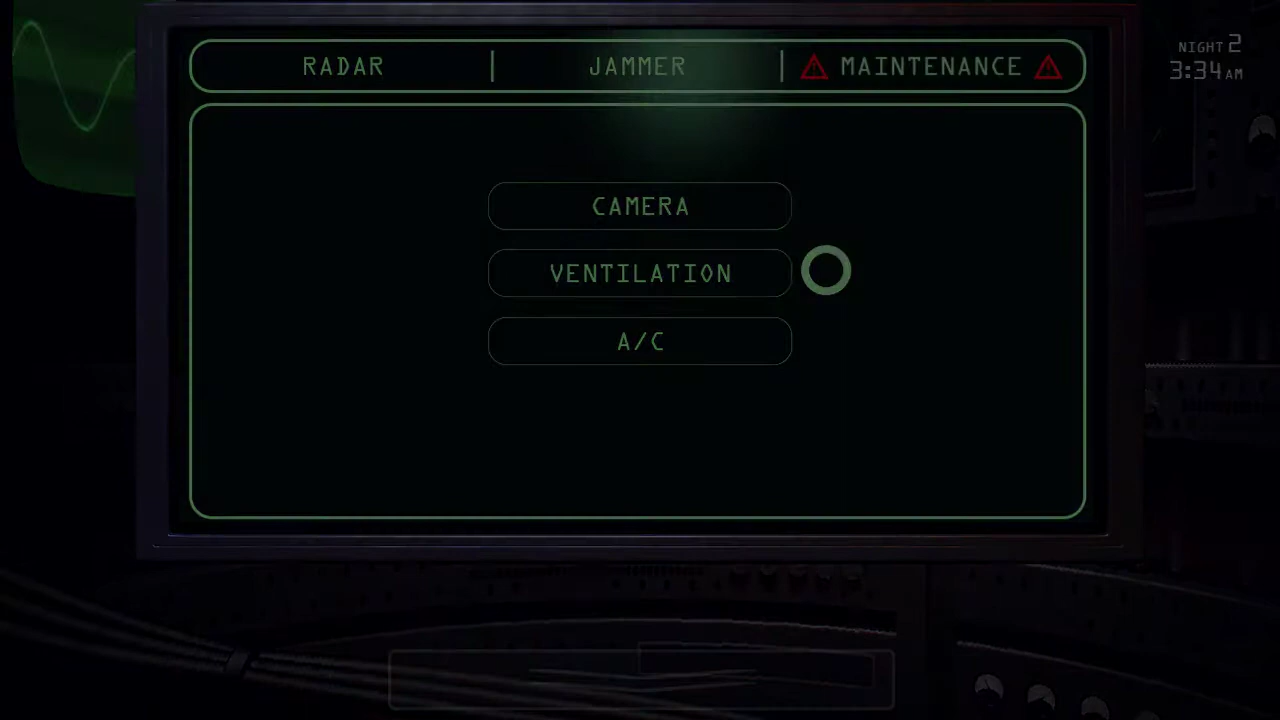 RADAR | JAMMER | MAINTENANCE
NIGHT 2
3:34 AM
CAMERA
VENTILATION
A/C